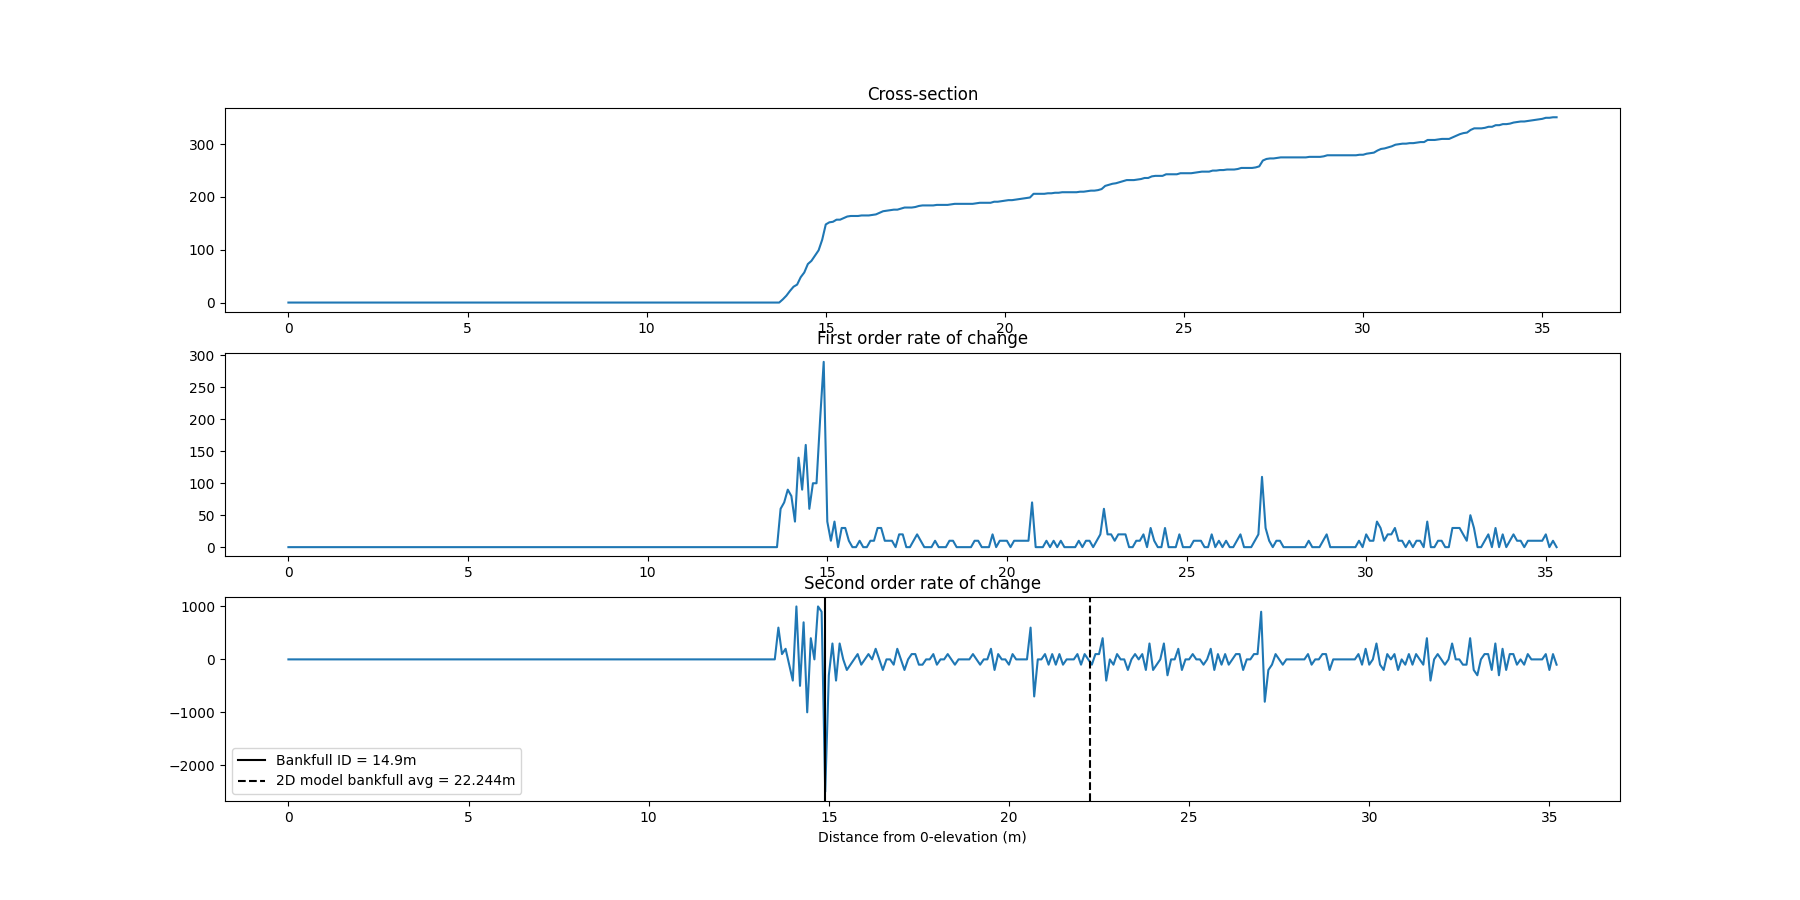 Cross-section
300
200
100
0
0 5 10 15 20 25 30 35
First order rate of change
300
250
200
150
100
50
0
0 5 10 15 20 25 30 35
Second order rate of change
1000
0
−1000
−2000
Bankfull ID = 14.9m
2D model bankfull avg = 22.244m
0 5 10 15 20 25 30 35
Distance from 0-elevation (m)